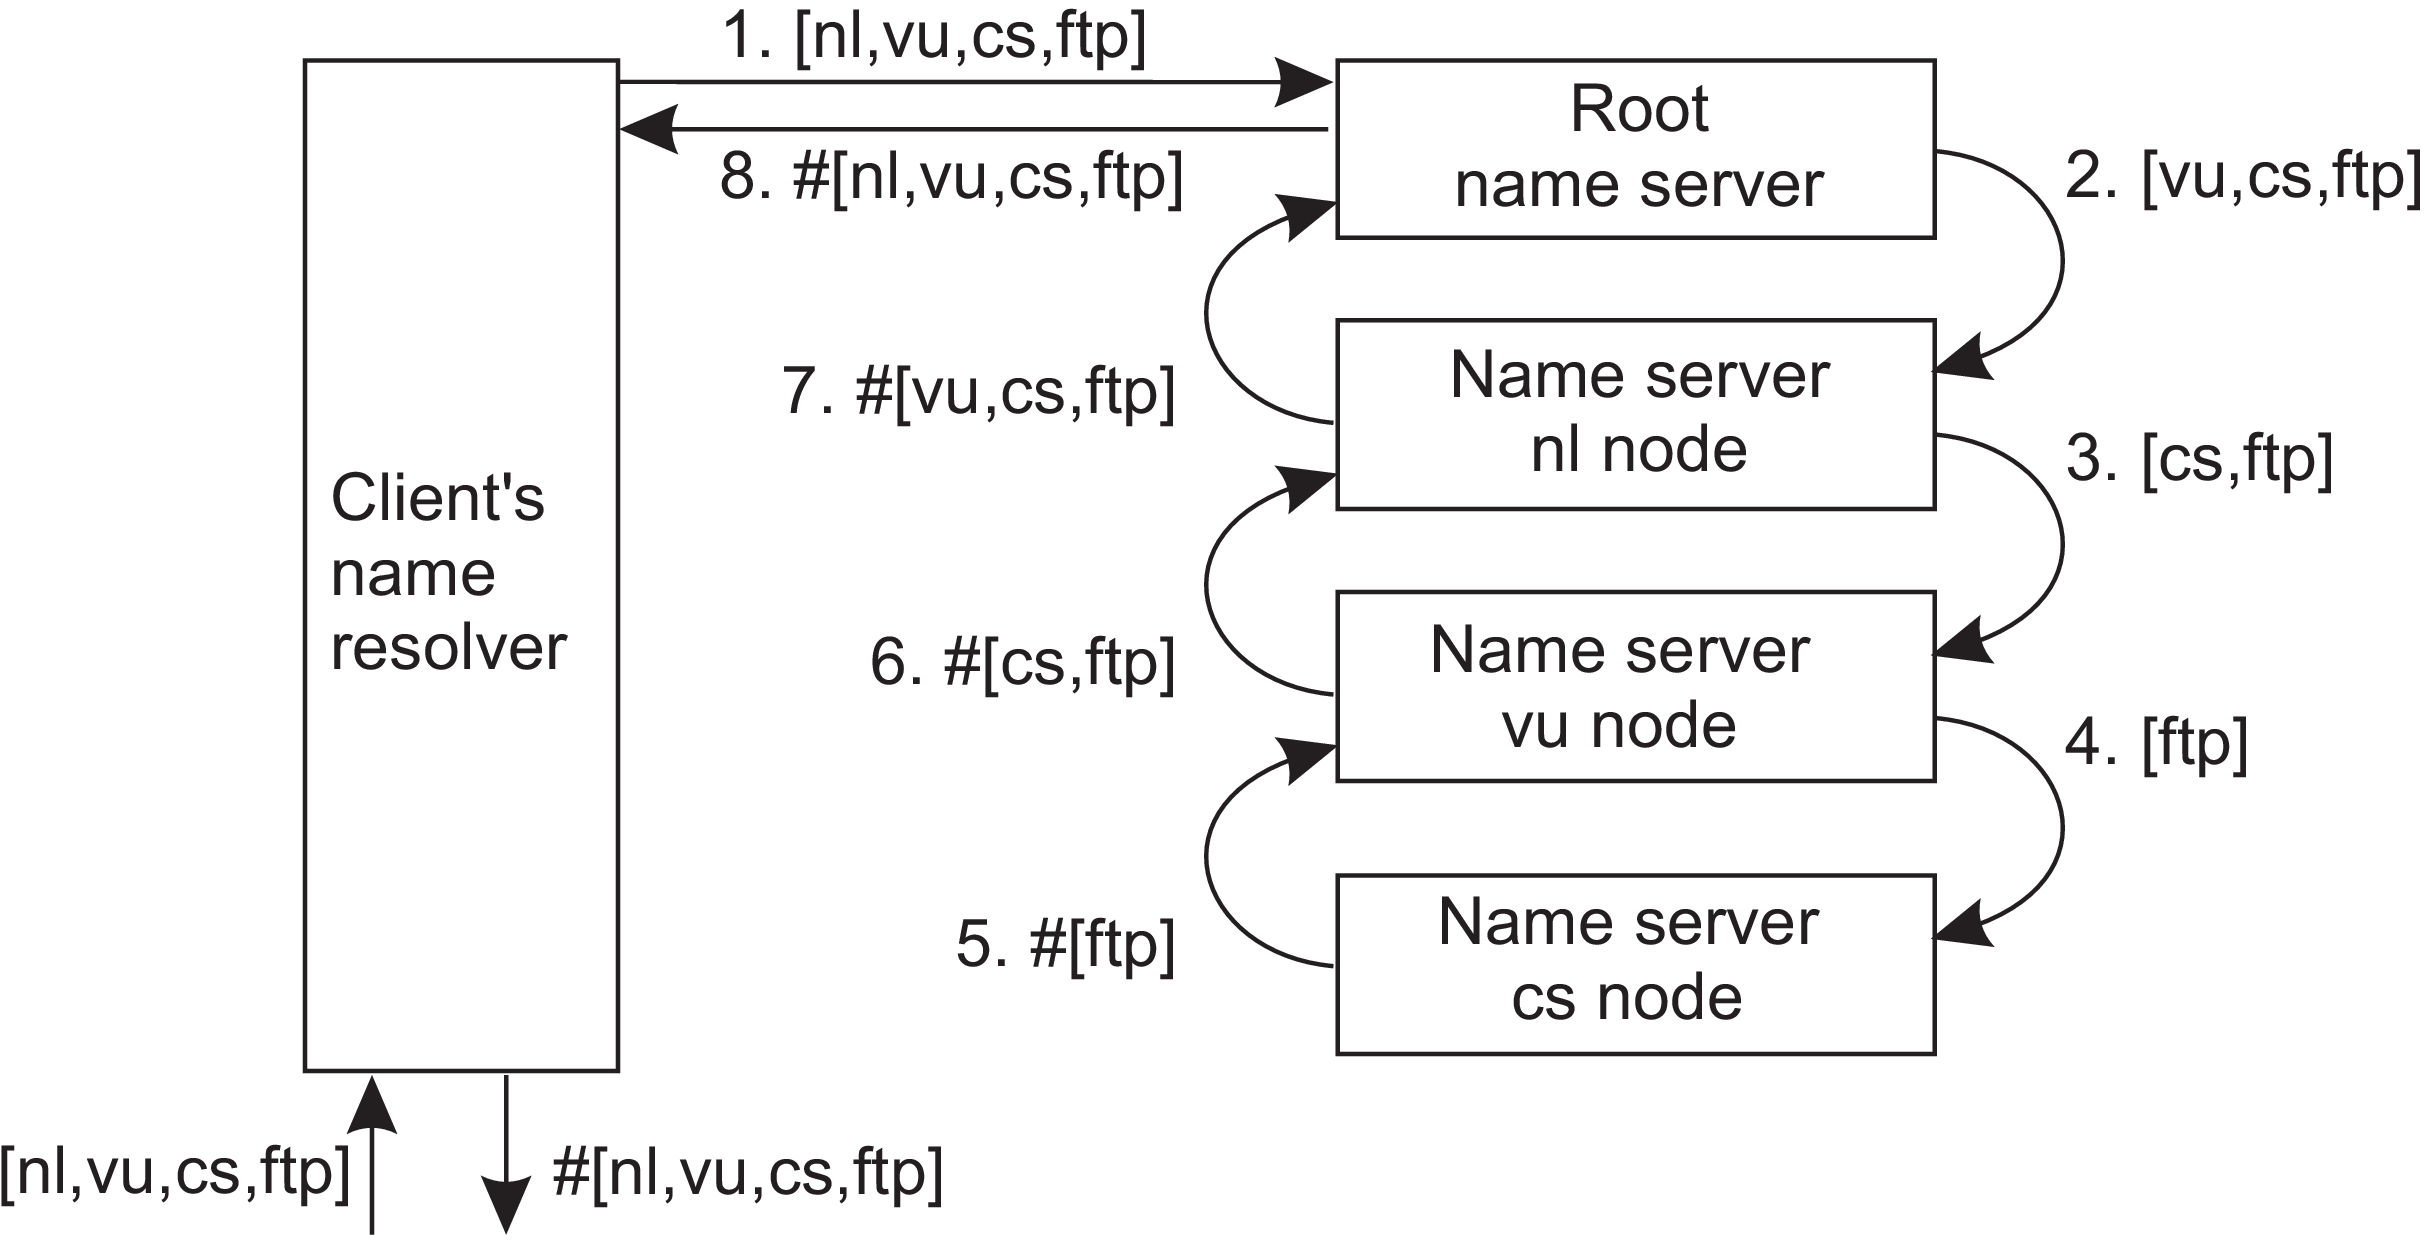 1. [nl,vu,cs,ftp]
8. #[nl,vu,cs,ftp]
Root
name server
2. [vu,cs,ftp]
7. #[vu,cs,ftp]
Name server
nl node
3. [cs,ftp]
Client's
name
resolver
6. #[cs,ftp]
Name server
vu node
4. [ftp]
5. #[ftp]
Name server
cs node
[nl,vu,cs,ftp]
#[nl,vu,cs,ftp]